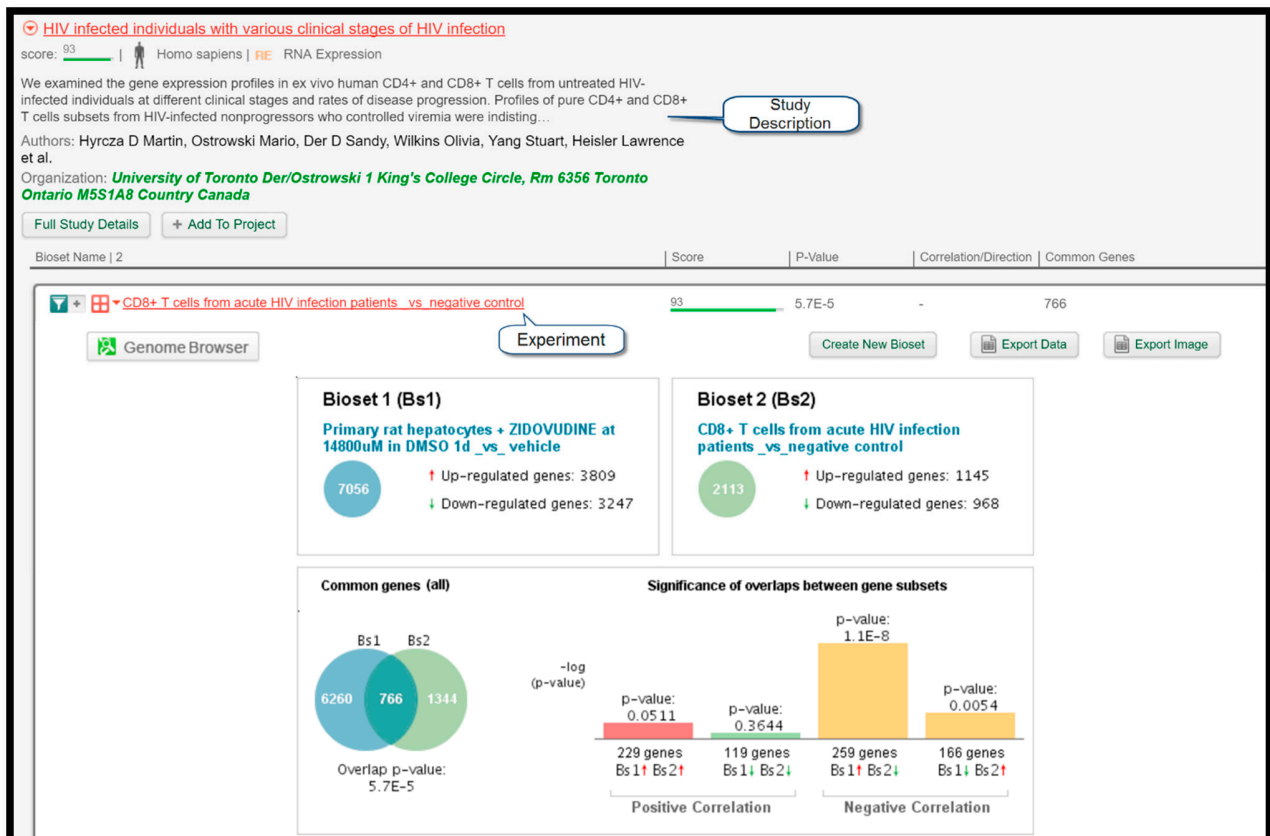 HIV infected individuals with various clinical stages of HIV infection
score: 93 | Homo sapiens | RE RNA Expression
We examined the gene expression profiles in ex vivo human CD4+ and CD8+ T cells from untreated HIV-
infected individuals at different clinical stages and rates of disease progression. Profiles of pure CD4+ and CD8+
T cells subsets from HIV-infected nonprogressors who controlled viremia were indisting...
Study
Description
Authors: Hyrcza D Martin, Ostrowski Mario, Der D Sandy, Wilkins Olivia, Yang Stuart, Heisler Lawrence
et al.
Organization: University of Toronto Der/Ostrowski 1 King's College Circle, Rm 6356 Toronto
Ontario M5S1A8 Country Canada
Full Study Details + Add To Project
Bioset Name | 2 | Score | P-Value | Correlation/Direction | Common Genes
+ CD8+ T cells from acute HIV infection patients _vs_negative control 93 5.7E-5 - 766
Experiment
Genome Browser Create New Bioset Export Data Export Image
Bioset 1 (Bs1)
Primary rat hepatocytes + ZIDOVUDINE at
14800uM in DMSO 1d _vs_ vehicle
7056
↑ Up-regulated genes: 3809
↓ Down-regulated genes: 3247
Bioset 2 (Bs2)
CD8+ T cells from acute HIV infection
patients _vs_negative control
2113
↑ Up-regulated genes: 1145
↓ Down-regulated genes: 968
Common genes (all)
Bs1 Bs2
6260 766 1344
Overlap p-value:
5.7E-5
Significance of overlaps between gene subsets
-log
(p-value)
p-value:
0.0511
p-value:
0.3644
p-value:
1.1E-8
p-value:
0.0054
229 genes 119 genes 259 genes 166 genes
Bs1↑ Bs2↑ Bs1↓ Bs2↓ Bs1↑ Bs2↓ Bs1↓ Bs2↑
Positive Correlation Negative Correlation